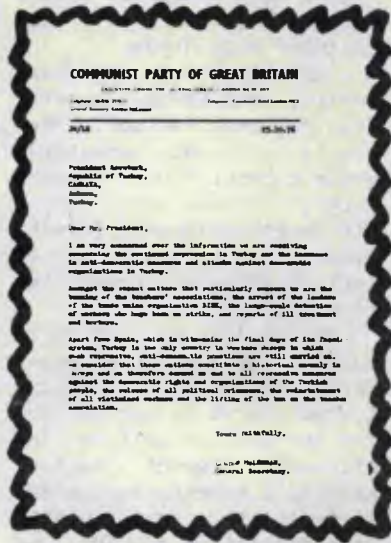 COMMUNIST PARTY OF GREAT BRITAIN
President
Republic of Turkey,
CANKAYA,
Ankara,
Turkey.
Dear Mr. President,
I am very concerned over the information we are receiving
concerning the continued repression in Turkey and the increase
in anti-democratic measures and attacks against democratic
organisations in Turkey.
Amongst the recent matters that particularly concern us are the
banning of the teachers' associations, the arrest of the leaders
of the trade union organisation DISK, the large-scale detention
of workers who have been on strike, and reports of ill treatment
and torture.
Apart from Spain, which is witnessing the final days of its fascist
system, Turkey is the only country in western Europe in which
such repressive, anti-democratic practices are still carried on.
We consider that these actions constitute a historical anomaly in
Europe and we therefore demand an end to all repressive measures
against the democratic rights and organisations of the Turkish
people, the release of all political prisoners, the reinstatement
of all victimised workers and the lifting of the ban on the teachers
association.
Yours faithfully,
McLENNAN,
General Secretary.